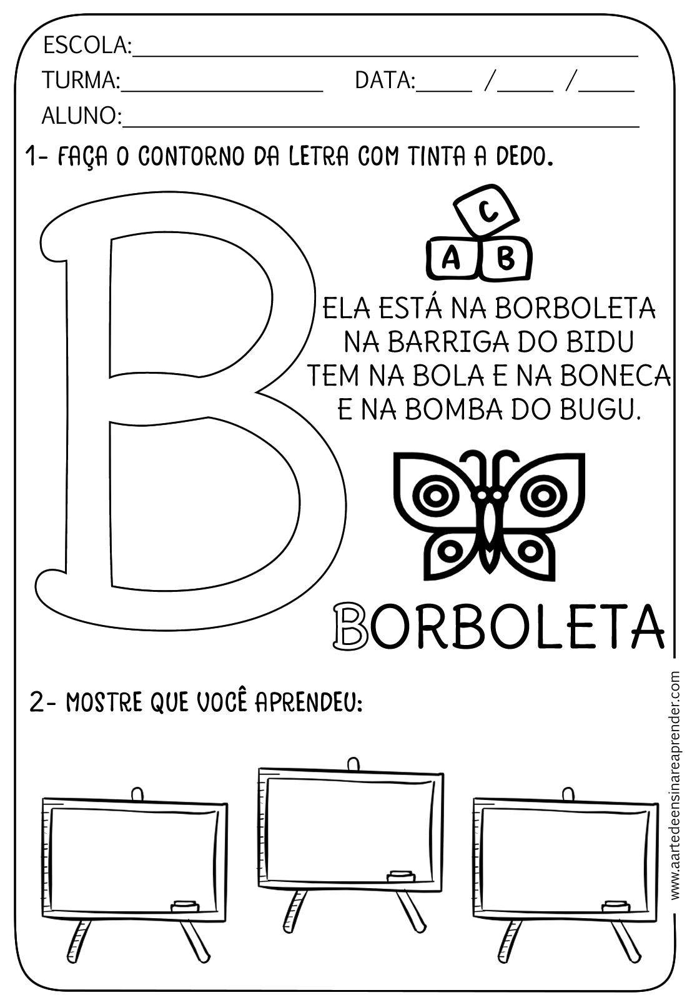 ESCOLA:
TURMA: DATA: / /
ALUNO:
1- FAÇA O CONTORNO DA LETRA COM TINTA A DEDO.
B
C
A B
ELA ESTÁ NA BORBOLETA
NA BARRIGA DO BIDU
TEM NA BOLA E NA BONECA
E NA BOMBA DO BUGU.
BORBOLETA
2- MOSTRE QUE VOCÊ APRENDEU:
www.aartedeensinareaprender.com